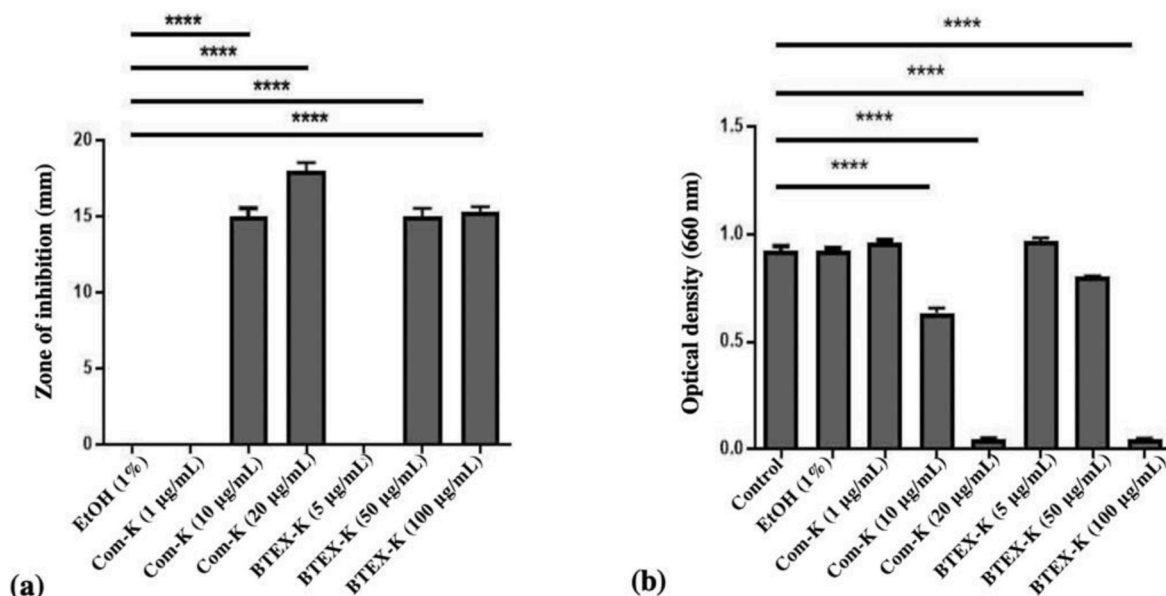 ****
****
****
****
Zone of inhibition (mm)
20
15
10
5
0
EtOH (1%)
Com-K (1 µg/mL)
Com-K (10 µg/mL)
Com-K (20 µg/mL)
BTEX-K (5 µg/mL)
BTEX-K (50 µg/mL)
BTEX-K (100 µg/mL)
(a)
****
****
****
****
Optical density (660 nm)
1.5
1.0
0.5
0.0
Control
EtOH (1%)
Com-K (1 µg/mL)
Com-K (10 µg/mL)
Com-K (20 µg/mL)
BTEX-K (5 µg/mL)
BTEX-K (50 µg/mL)
BTEX-K (100 µg/mL)
(b)